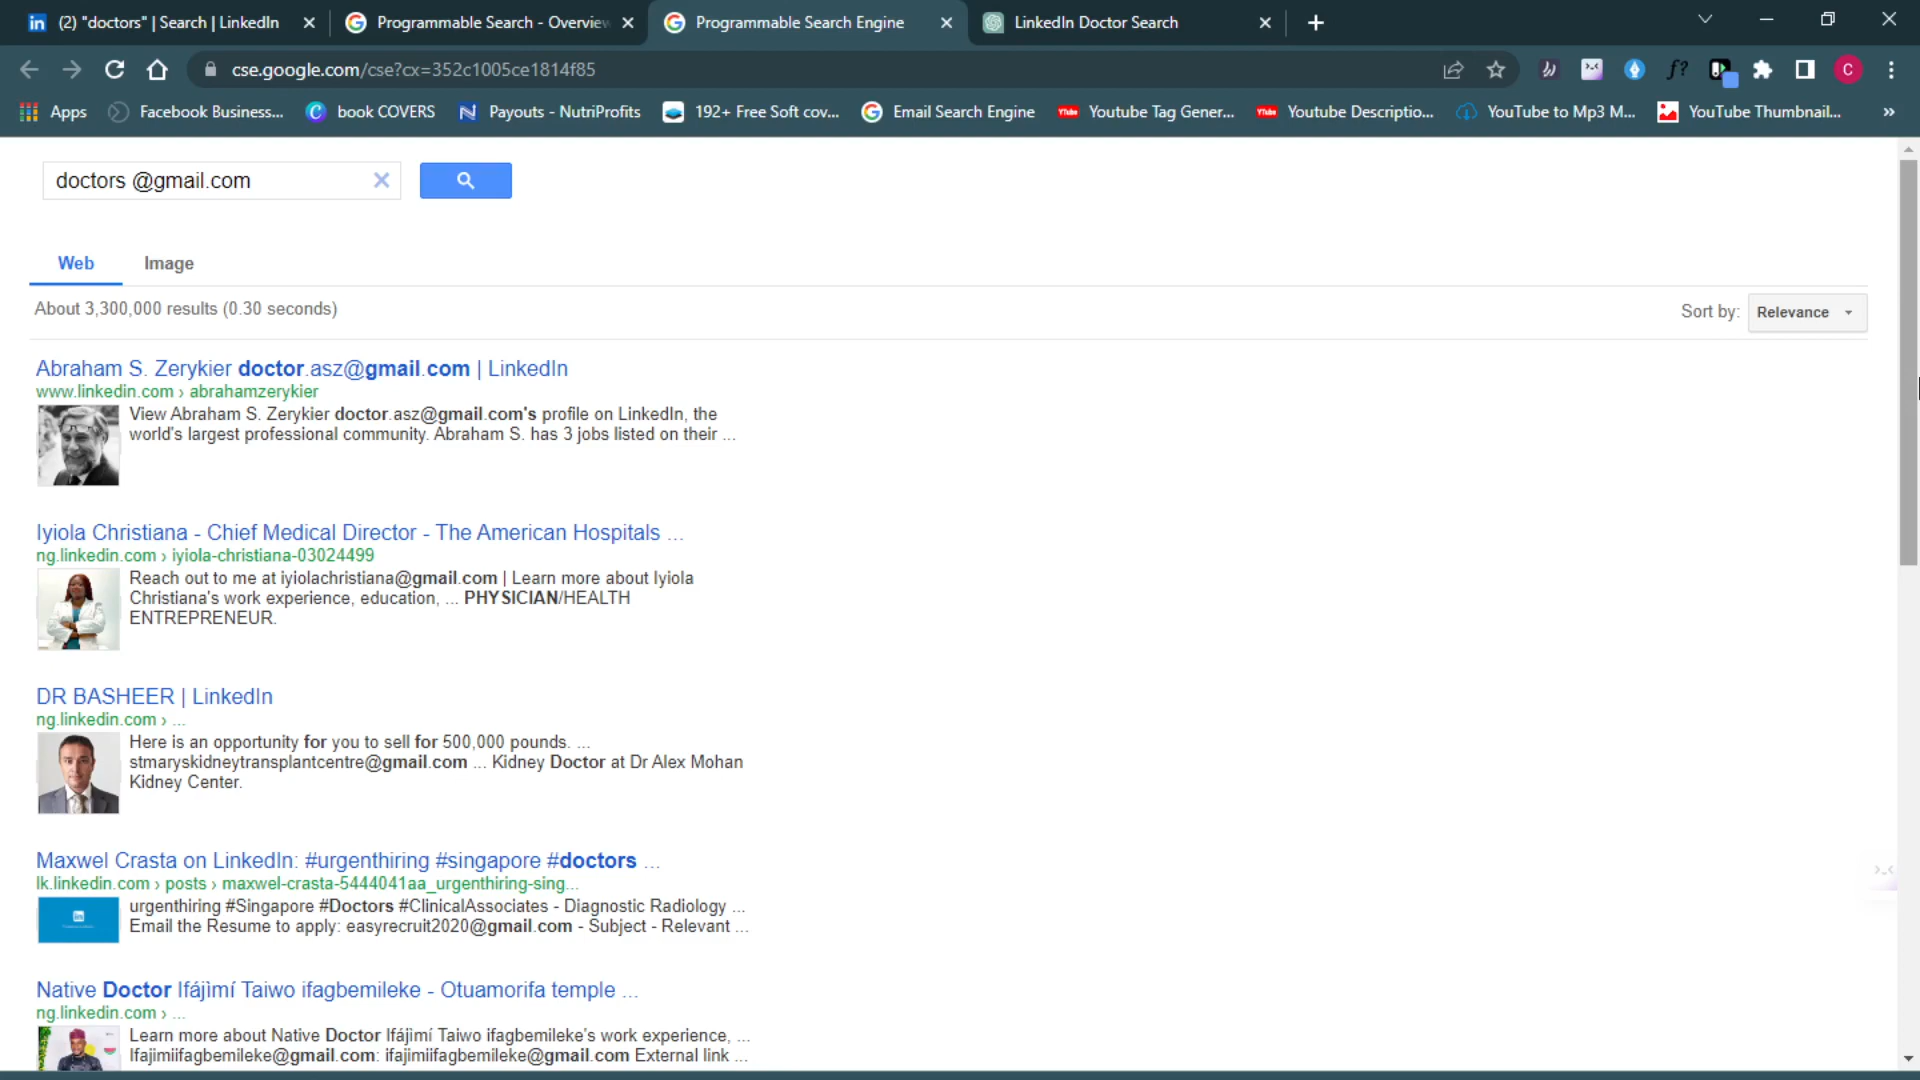 (2) "doctors" | Search | LinkedIn
Programmable Search - Overview
Programmable Search Engine
LinkedIn Doctor Search
cse.google.com/cse?cx=352c1005ce1814f85
Apps
Facebook Business...
book COVERS
Payouts - NutriProfits
192+ Free Soft cov...
Email Search Engine
Youtube Tag Gener...
Youtube Descriptio...
YouTube to Mp3 M...
YouTube Thumbnail...
doctors @gmail.com
Web
Image
About 3,300,000 results (0.30 seconds)
Sort by:
Relevance
Abraham S. Zerykier doctor.asz@gmail.com | LinkedIn
www.linkedin.com › abrahamzerykier
View Abraham S. Zerykier doctor.asz@gmail.com's profile on LinkedIn, the
world's largest professional community. Abraham S. has 3 jobs listed on their ...
Iyiola Christiana - Chief Medical Director - The American Hospitals ...
ng.linkedin.com › iyiola-christiana-03024499
Reach out to me at iyiolachristiana@gmail.com | Learn more about Iyiola
Christiana's work experience, education, ... PHYSICIAN/HEALTH
ENTREPRENEUR.
DR BASHEER | LinkedIn
ng.linkedin.com › ...
Here is an opportunity for you to sell for 500,000 pounds. ...
stmaryskidneytransplantcentre@gmail.com ... Kidney Doctor at Dr Alex Mohan
Kidney Center.
Maxwel Crasta on LinkedIn: #urgenthiring #singapore #doctors ...
lk.linkedin.com › posts › maxwel-crasta-5444041aa_urgenthiring-sing...
urgenthiring #Singapore #Doctors #ClinicalAssociates - Diagnostic Radiology ...
Email the Resume to apply: easyrecruit2020@gmail.com - Subject - Relevant ...
Native Doctor Ifájìmí Taiwo ifagbemileke - Otuamorifa temple ...
ng.linkedin.com › ...
Learn more about Native Doctor Ifájìmí Taiwo ifagbemileke's work experience, ...
Ifajimiifagbemileke@gmail.com: ifajimiifagbemileke@gmail.com External link ...